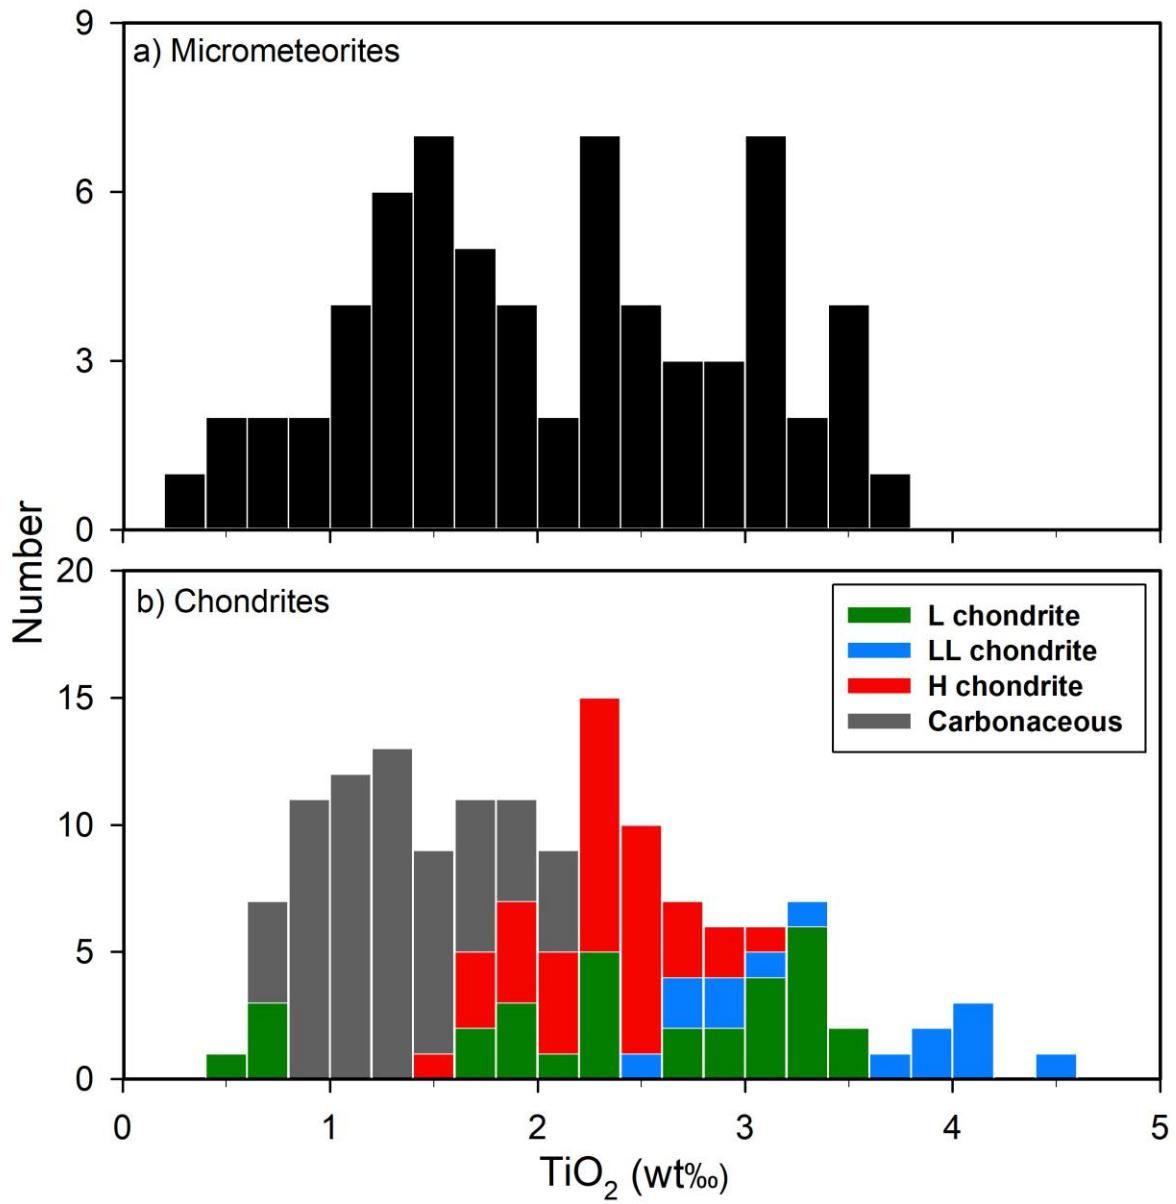 9
a) Micrometeorites
6
3
0
Number
20
b) Chondrites
L chondrite
LL chondrite
H chondrite
Carbonaceous
15
10
5
0
0 1 2 3 4 5
TiO₂ (wt‰)